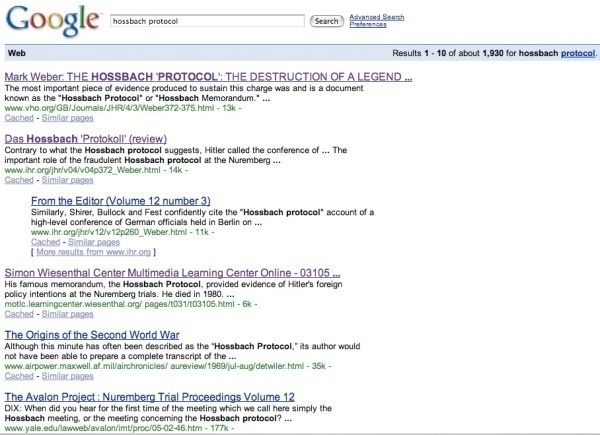 Google™
hossbach protocol
Search
Advanced Search
Preferences
Web
Results 1 - 10 of about 1,930 for hossbach protocol.
Mark Weber: THE HOSSBACH 'PROTOCOL': THE DESTRUCTION OF A LEGEND ...
The most important piece of evidence produced to sustain this charge was and is a document
known as the "Hossbach Protocol" or "Hossbach Memorandum." ...
www.vho.org/GB/Journals/JHR/4/3/Weber372-375.html - 13k -
Cached - Similar pages
Das Hossbach 'Protokoll' (review)
Contrary to what the Hossbach protocol suggests, Hitler called the conference of ... The
important role of the fraudulent Hossbach protocol at the Nuremberg ...
www.ihr.org/jhr/v04/v04p372_Weber.html - 14k -
Cached - Similar pages
From the Editor (Volume 12 number 3)
Similarly, Shirer, Bullock and Fest confidently cite the "Hossbach protocol" account of a
high-level conference of German officials held in Berlin on ...
www.ihr.org/jhr/v12/v12p260_Weber.html - 11k -
Cached - Similar pages
[ More results from www.ihr.org ]
Simon Wiesenthal Center Multimedia Learning Center Online - 03105 ...
His famous memorandum, the Hossbach Protocol, provided evidence of Hitler's foreign
policy intentions at the Nuremberg trials. He died in 1980. ...
motlc.learningcenter.wiesenthal.org/ pages/t031/t03105.html - 6k -
Cached - Similar pages
The Origins of the Second World War
Although this minute has often been described as the "Hossbach Protocol," its author would
not have been able to prepare a complete transcript of the ...
www.airpower.maxwell.af.mil/airchronicles/ aureview/1969/jul-aug/detwiler.html - 35k -
Cached - Similar pages
The Avalon Project : Nuremberg Trial Proceedings Volume 12
DIX: When did you hear for the first time of the meeting which we call here simply the
Hossbach meeting, or the meeting concerning the Hossbach protocol? ...
www.yale.edu/lawweb/avalon/imt/proc/05-02-46.htm - 177k -